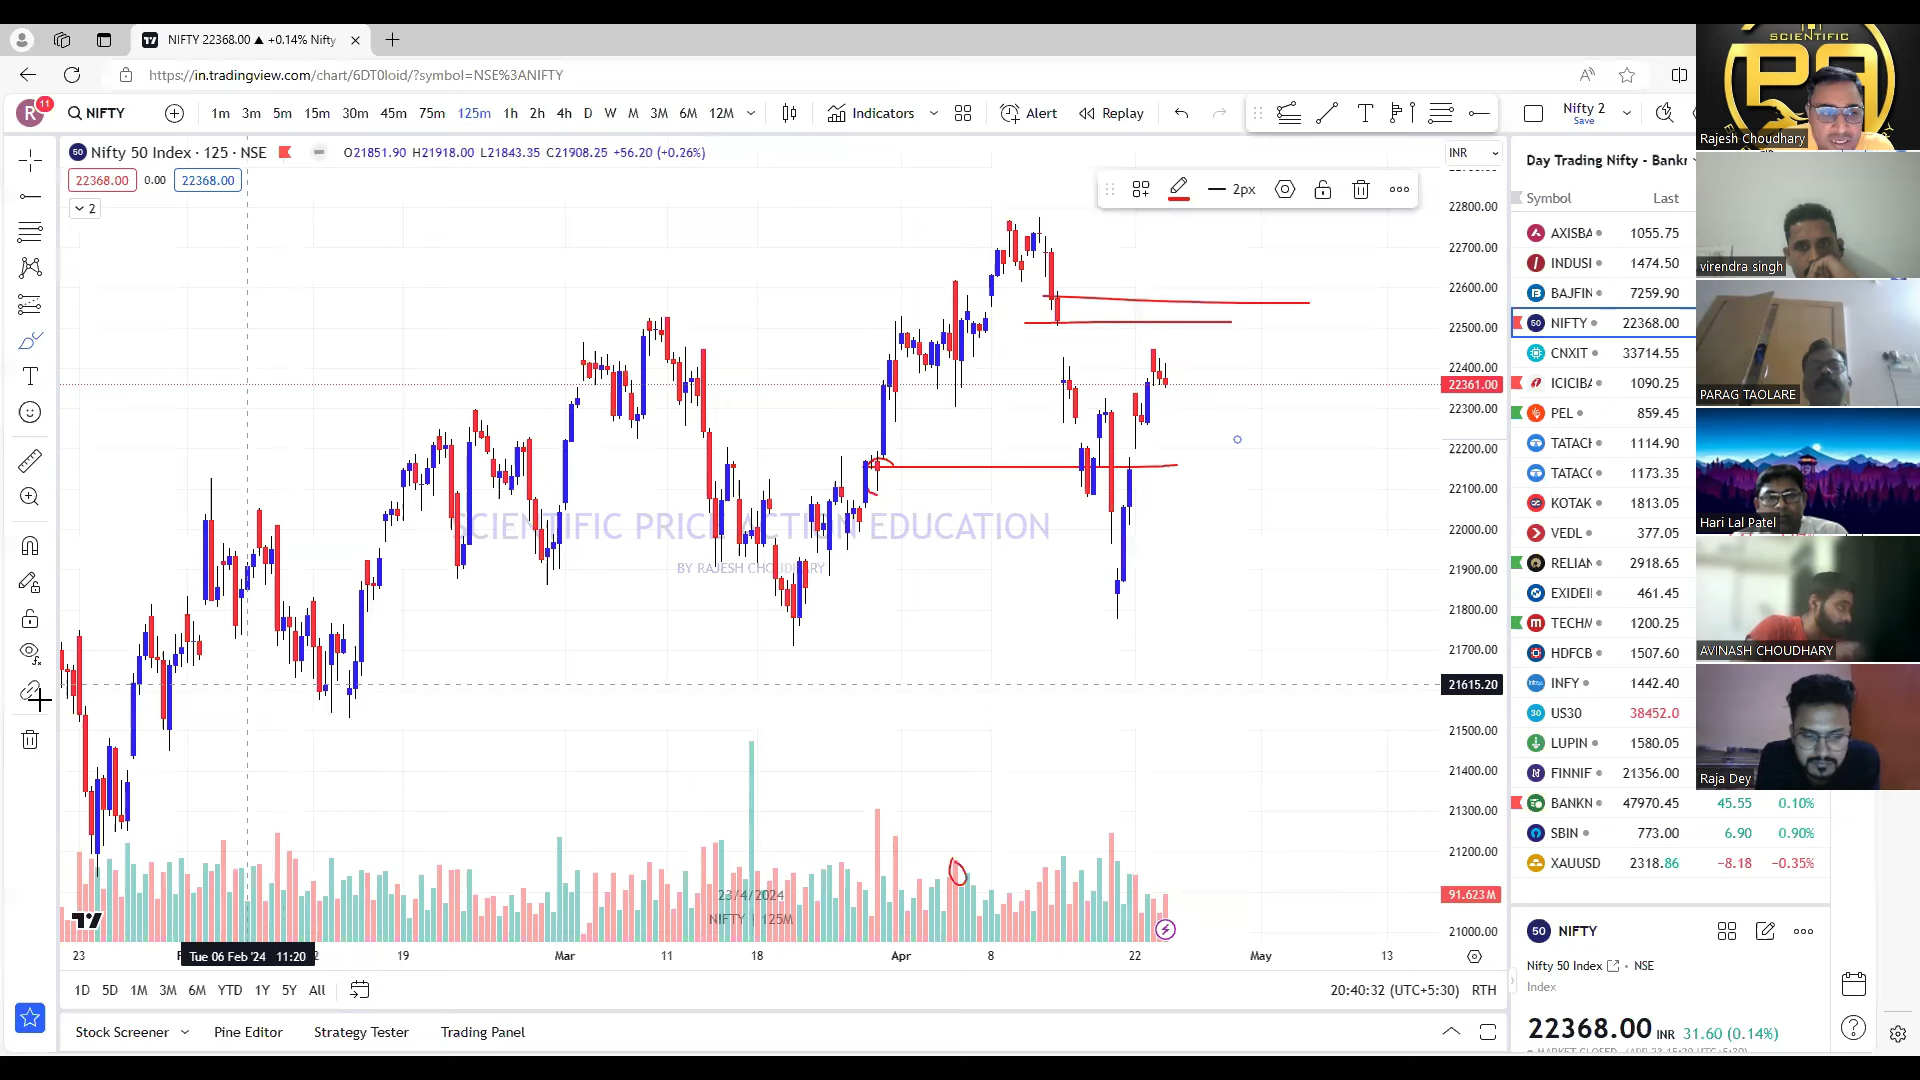 NIFTY 22368.00 ▲ +0.14% Nifty
https://in.tradingview.com/chart/6DT0loid/?symbol=NSE%3ANIFTY
R 11 NIFTY 1m 3m 5m 15m 30m 45m 75m 125m 1h 2h 4h D W M 3M 6M 12M Indicators Alert Replay Nifty 2
Save
50 Nifty 50 Index · 125 · NSE O21851.90 H21918.00 L21843.35 C21908.25 +56.20 (+0.26%)
22368.00 0.00 22368.00
2
2px
INR
22800.00
22700.00
22600.00
22500.00
22400.00
22361.00
22300.00
22200.00
22100.00
22000.00
21900.00
21800.00
21700.00
21615.20
21500.00
21400.00
21300.00
21200.00
91.623M
21000.00
SCIENTIFIC PRICE ACTION EDUCATION
BY RAJESH CHOUDHARY
23/4/2024
NIFTY | 125M
23 Tue 06 Feb '24 11:20 19 Mar 11 18 Apr 8 22 May 13
1D 5D 1M 3M 6M YTD 1Y 5Y All 20:40:32 (UTC+5:30) RTH
Stock Screener Pine Editor Strategy Tester Trading Panel
Day Trading Nifty - Bankr
Symbol Last
AXISBA 1055.75
INDUSI 1474.50
BAJFIN 7259.90
50 NIFTY 22368.00
CNXIT 33714.55
ICICIBA 1090.25
PEL 859.45
TATACH 1114.90
TATACO 1173.35
KOTAK 1813.05
VEDL 377.05
RELIAN 2918.65
EXIDEI 461.45
TECHM 1200.25
HDFCB 1507.60
INFY 1442.40
30 US30 38452.0
LUPIN 1580.05
FINNIF 21356.00
BANKN 47970.45 45.55 0.10%
SBIN 773.00 6.90 0.90%
XAUUSD 2318.86 −8.18 −0.35%
50 NIFTY
Nifty 50 Index · NSE
Index
22368.00 INR 31.60 (0.14%)
SCIENTIFIC
Rajesh Choudhary
virendra singh
PARAG TAOLARE
Hari Lal Patel
AVINASH CHOUDHARY
Raja Dey